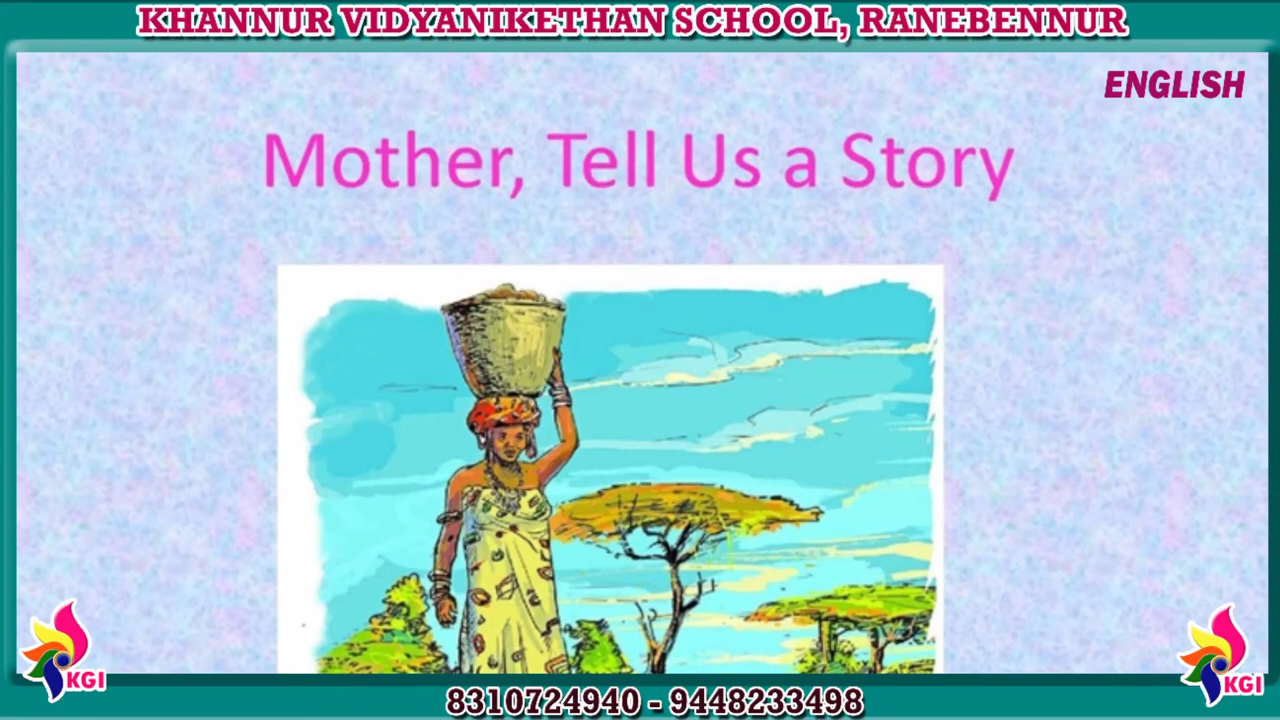 KHANNUR VIDYANIKETHAN SCHOOL, RANEBENNUR
ENGLISH
Mother, Tell Us a Story
KGI
KGI
8310724940 - 9448233498